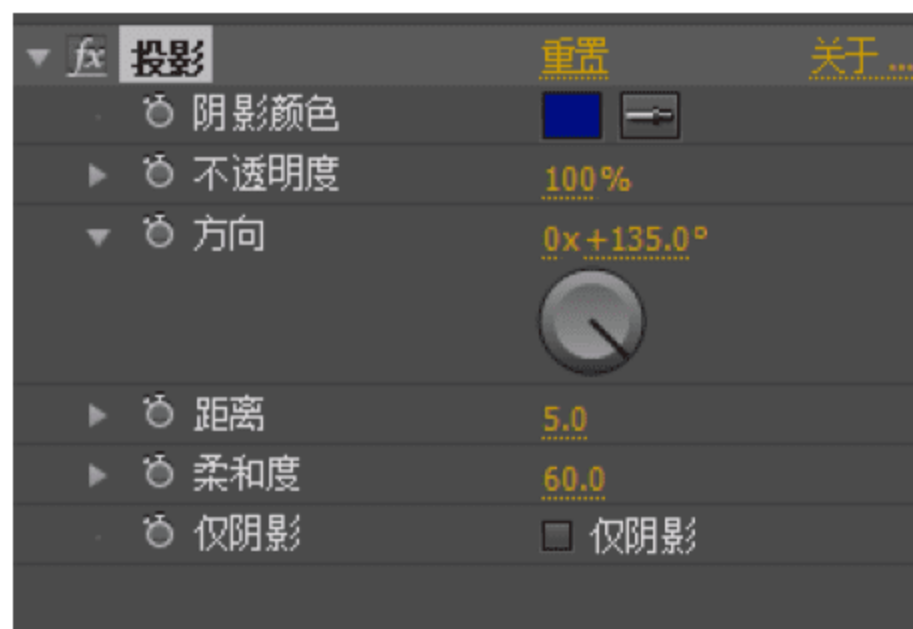 fx 投影 重置 关于 ...
阴影颜色
不透明度 100%
方向 0x+135.0°
距离 5.0
柔和度 60.0
仅阴影 仅阴影